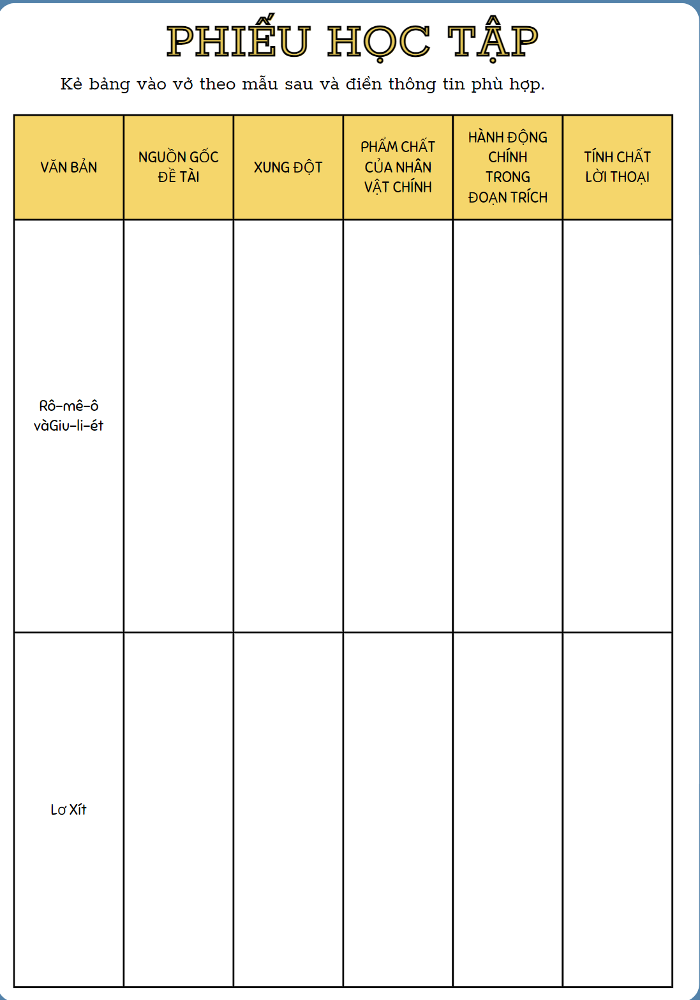 PHIẾU HỌC TẬP
Kẻ bảng vào vở theo mẫu sau và điền thông tin phù hợp.
VĂN BẢN
NGUỒN GỐC
ĐỀ TÀI
XUNG ĐỘT
PHẨM CHẤT
CỦA NHÂN
VẬT CHÍNH
HÀNH ĐỘNG
CHÍNH
TRONG
ĐOẠN TRÍCH
TÍNH CHẤT
LỜI THOẠI
Rô-mê-ô
vàGiu-li-ét
Lơ Xít